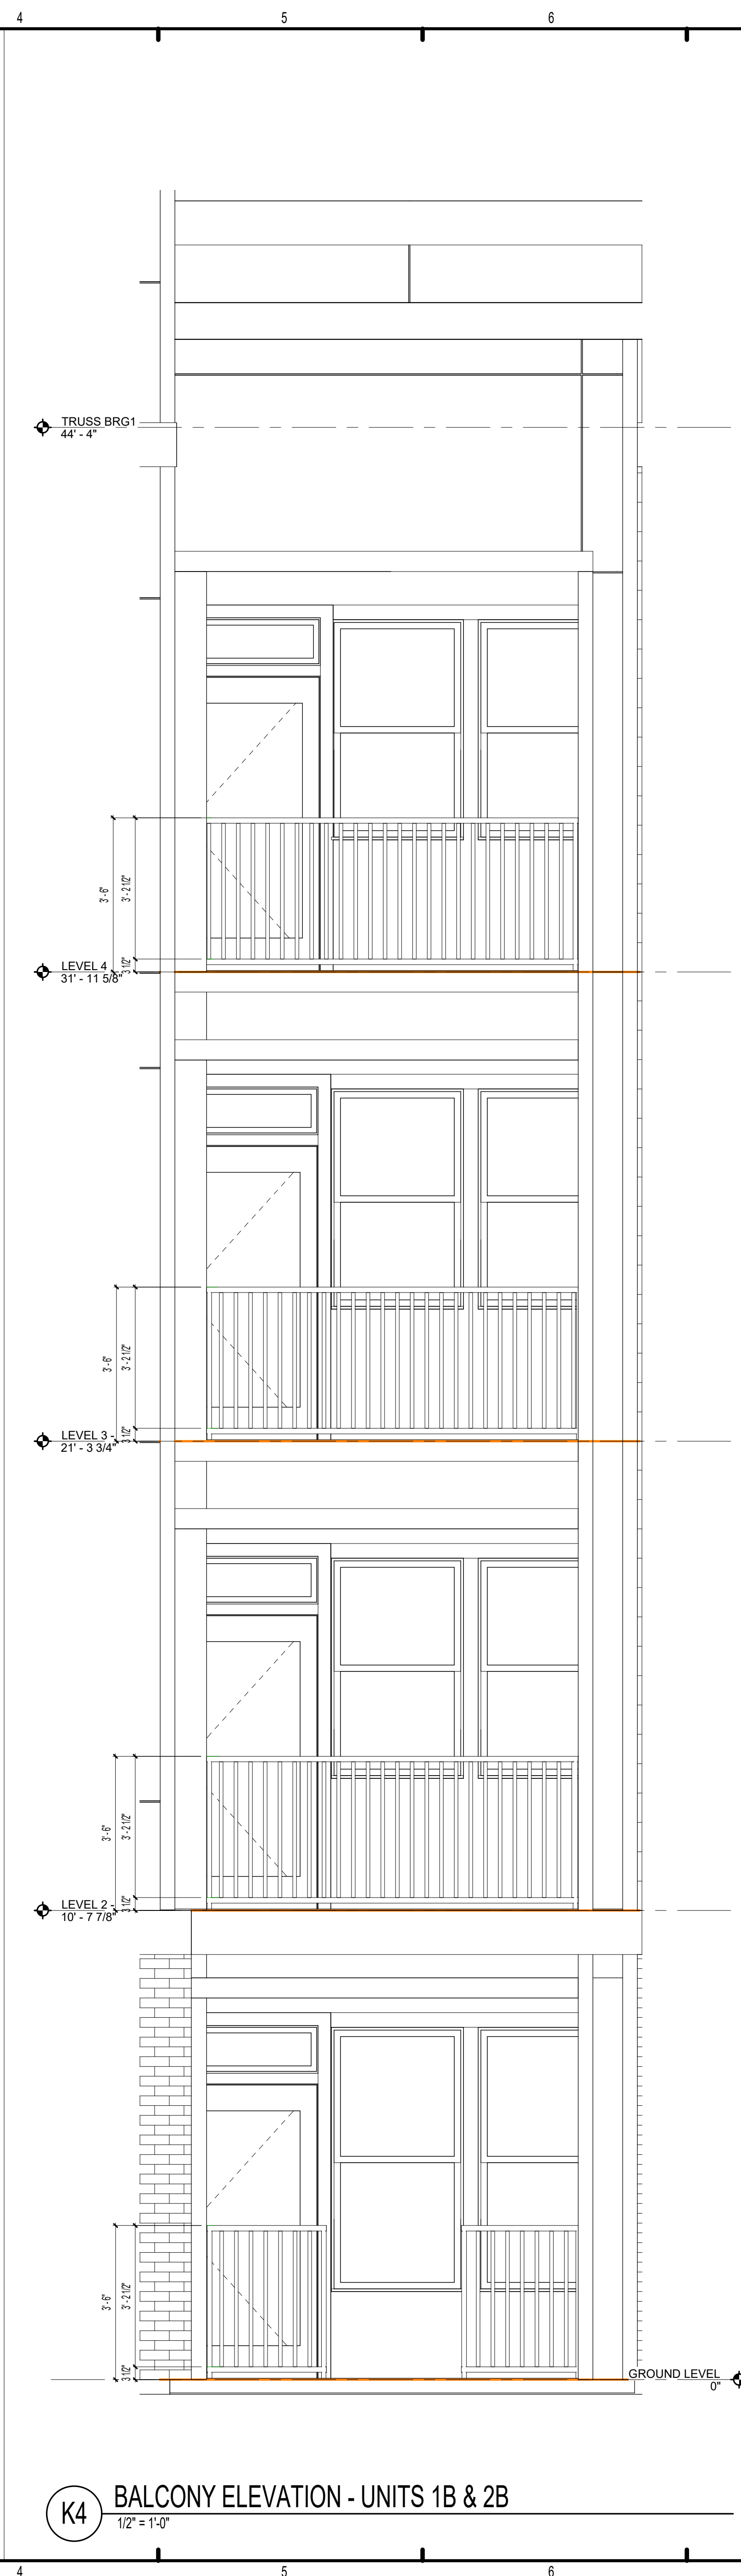 4 5 6
TRUSS BRG1
44' - 4"
3' - 6"
3' - 2 1/2"
3 1/2"
LEVEL 4
31' - 11 5/8"
3' - 6"
3' - 2 1/2"
3 1/2"
LEVEL 3
21' - 3 3/4"
3' - 6"
3' - 2 1/2"
3 1/2"
LEVEL 2
10' - 7 7/8"
3' - 6"
3' - 2 1/2"
3 1/2"
GROUND LEVEL
0"
K4
BALCONY ELEVATION - UNITS 1B & 2B
1/2" = 1'-0"
4 5 6